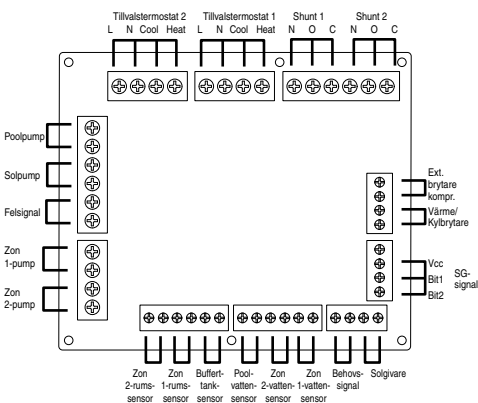 Tillvalstermostat 2 Tillvalstermostat 1 Shunt 1 Shunt 2
L N Cool Heat L N Cool Heat N O C N O C
Poolpump
Solpump
Felsignal
Zon
1-pump
Zon
2-pump
Ext.
brytare
kompr.
Värme/
Kylbrytare
Vcc
Bit1
Bit2
SG-
signal
Zon
2-rums-
sensor
Zon
1-rums-
sensor
Buffert-
tank-
sensor
Pool-
vatten-
sensor
Zon
2-vatten-
sensor
Zon
1-vatten-
sensor
Behovs-
signal
Solgivare